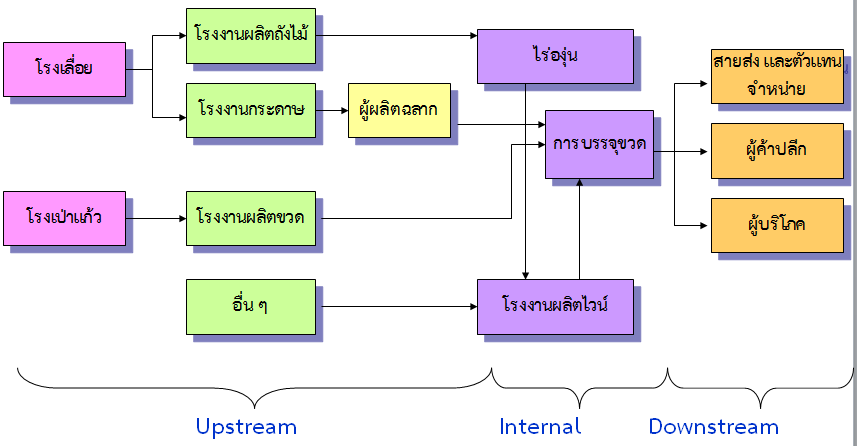 โรงเลื่อย
โรงงานผลิตถังไม้
โรงงานกระดาษ
ผู้ผลิตฉลาก
ไร่องุ่น
การบรรจุขวด
สายส่ง และตัวแทน
จำหน่าย
ผู้ค้าปลีก
ผู้บริโภค
โรงเป่าแก้ว
โรงงานผลิตขวด
อื่น ๆ
โรงงานผลิตไวน์
Upstream
Internal
Downstream